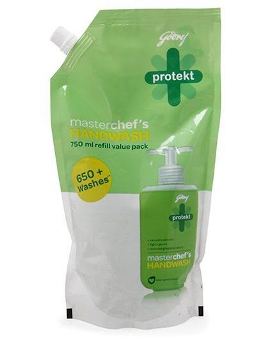 Godrej
protekt
masterchef's
HANDWASH
750 ml refill value pack
650 +
Washes*
Godrej
protekt
masterchef's
HANDWASH